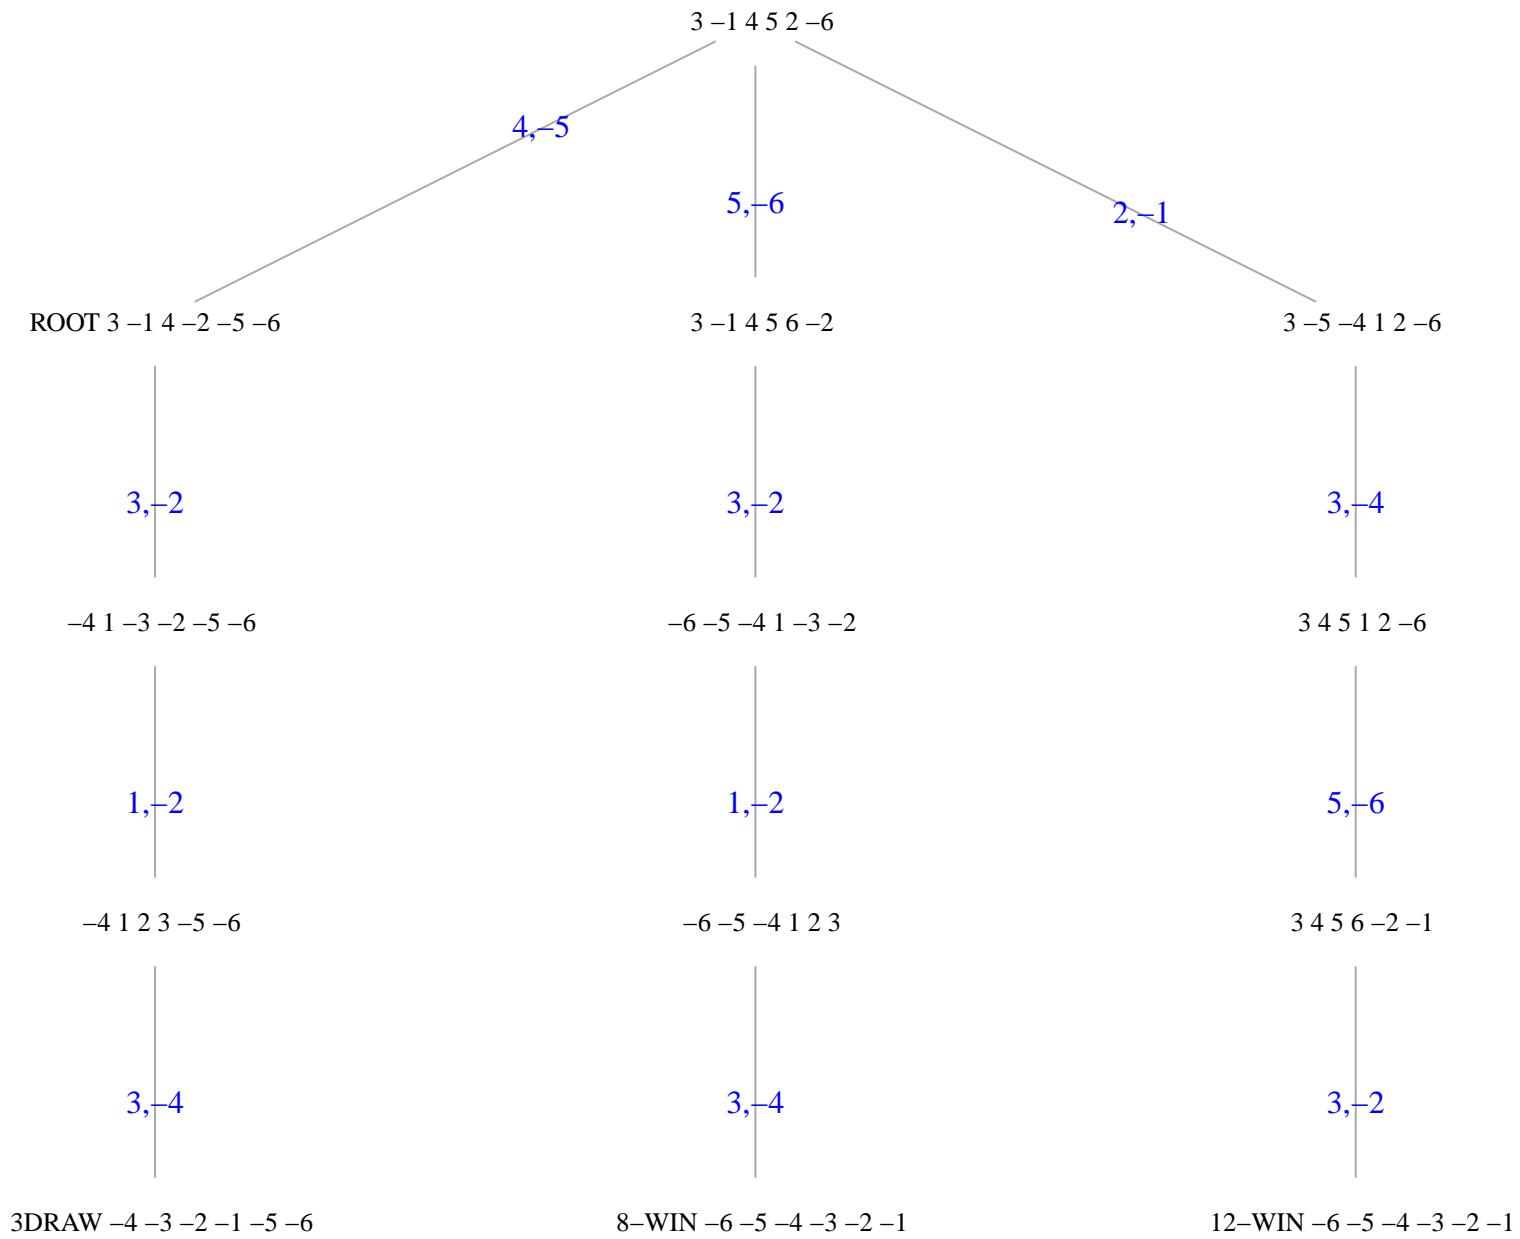 3 –1 4 5 2 –6
4,–5
5,–6
2,–1
ROOT 3 –1 4 –2 –5 –6
3 –1 4 5 6 –2
3 –5 –4 1 2 –6
3,–2
3,–2
3,–4
–4 1 –3 –2 –5 –6
–6 –5 –4 1 –3 –2
3 4 5 1 2 –6
1,–2
1,–2
5,–6
–4 1 2 3 –5 –6
–6 –5 –4 1 2 3
3 4 5 6 –2 –1
3,–4
3,–4
3,–2
3DRAW –4 –3 –2 –1 –5 –6
8–WIN –6 –5 –4 –3 –2 –1
12–WIN –6 –5 –4 –3 –2 –1